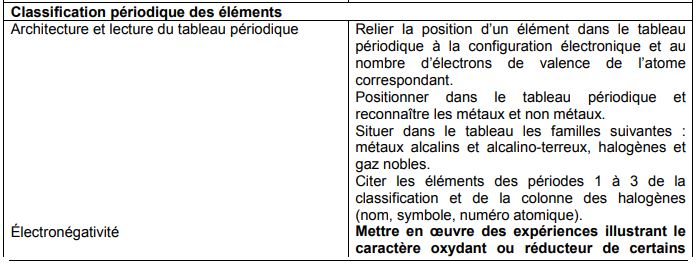 Classification périodique des éléments
Architecture et lecture du tableau périodique
Relier la position d'un élément dans le tableau
périodique à la configuration électronique et au
nombre d'électrons de valence de l'atome
correspondant.
Positionner dans le tableau périodique et
reconnaître les métaux et non métaux.
Situer dans le tableau les familles suivantes :
métaux alcalins et alcalino-terreux, halogènes et
gaz nobles.
Citer les éléments des périodes 1 à 3 de la
classification et de la colonne des halogènes
(nom, symbole, numéro atomique).
Électronégativité
Mettre en œuvre des expériences illustrant le
caractère oxydant ou réducteur de certains